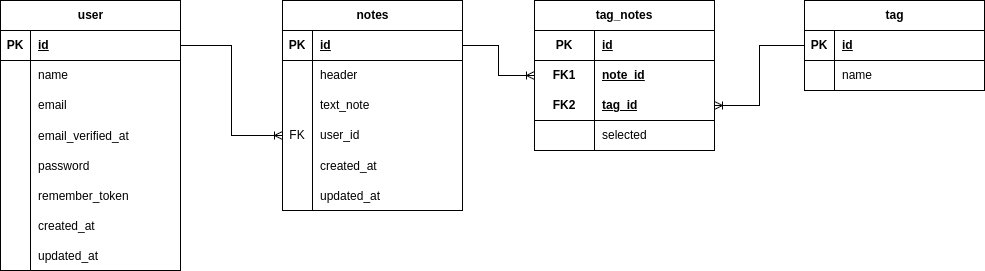 user
PK id
name
email
email_verified_at
password
remember_token
created_at
updated_at
notes
PK id
header
text_note
FK user_id
created_at
updated_at
tag_notes
PK id
FK1 note_id
FK2 tag_id
selected
tag
PK id
name